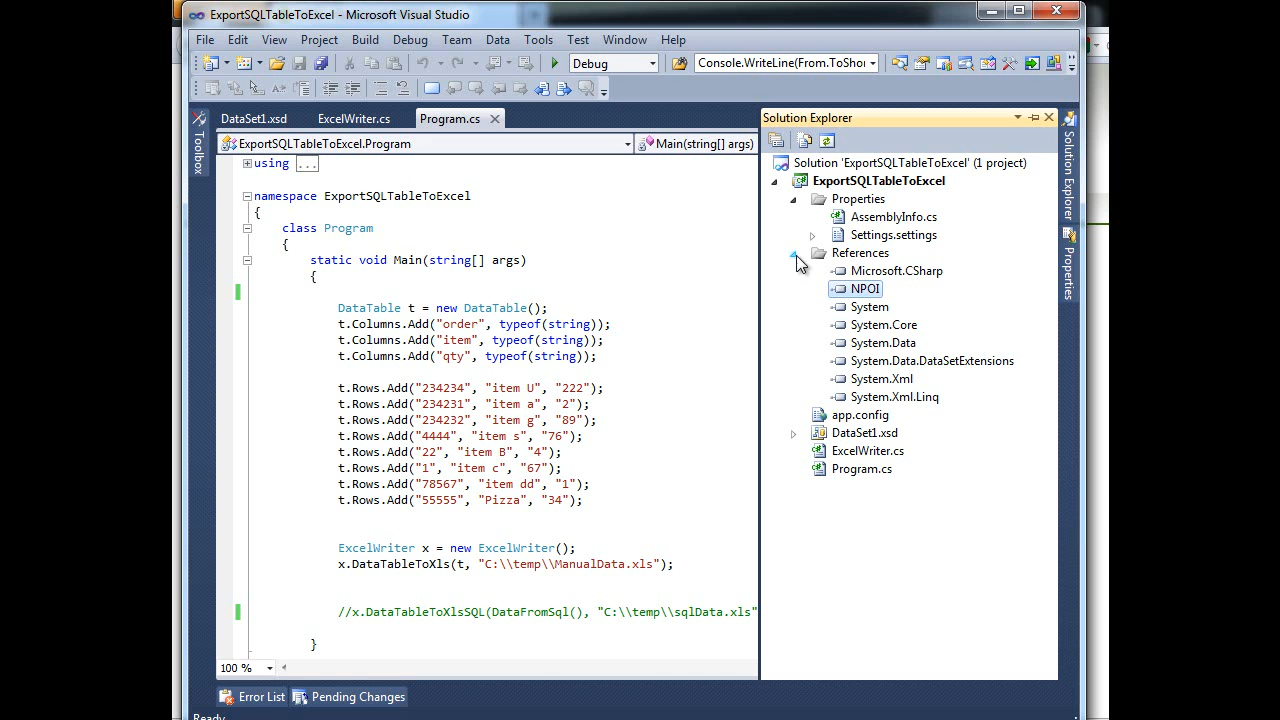 ExportSQLTableToExcel - Microsoft Visual Studio
File Edit View Project Build Debug Team Data Tools Test Window Help
Debug Console.WriteLine(From.ToShor
DataSet1.xsd ExcelWriter.cs Program.cs
ExportSQLTableToExcel.Program Main(string[] args)
Toolbox
using ...
namespace ExportSQLTableToExcel
{
class Program
{
static void Main(string[] args)
{
DataTable t = new DataTable();
t.Columns.Add("order", typeof(string));
t.Columns.Add("item", typeof(string));
t.Columns.Add("qty", typeof(string));
t.Rows.Add("234234", "item U", "222");
t.Rows.Add("234231", "item a", "2");
t.Rows.Add("234232", "item g", "89");
t.Rows.Add("4444", "item s", "76");
t.Rows.Add("22", "item B", "4");
t.Rows.Add("1", "item c", "67");
t.Rows.Add("78567", "item dd", "1");
t.Rows.Add("55555", "Pizza", "34");
ExcelWriter x = new ExcelWriter();
x.DataTableToXls(t, "C:\\temp\\ManualData.xls");
//x.DataTableToXlsSQL(DataFromSql(), "C:\\temp\\sqlData.xls"
}
100 %
Solution Explorer
Solution 'ExportSQLTableToExcel' (1 project)
ExportSQLTableToExcel
Properties
AssemblyInfo.cs
Settings.settings
References
Microsoft.CSharp
NPOI
System
System.Core
System.Data
System.Data.DataSetExtensions
System.Xml
System.Xml.Linq
app.config
DataSet1.xsd
ExcelWriter.cs
Program.cs
Solution Explorer
Properties
Error List Pending Changes
Ready